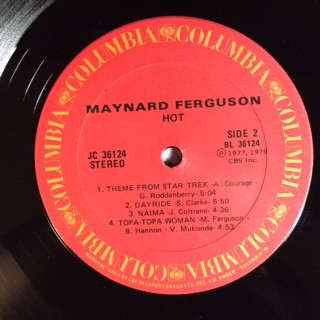 COLUMBIA COLUMBIA COLUMBIA COLUMBIA COLUMBIA COLUMBIA
MAYNARD FERGUSON
HOT
JC 36124
STEREO
SIDE 2
BL 36124
Ⓟ 1977, 1979
CBS Inc.
1. THEME FROM STAR TREK -A. Courage -
G. Roddenberry - 5:04
2. DAYRIDE -S. Clarke- 5:50
3. NAIMA - J. Coltrane - 4:36
4. TOPA-TOPA WOMAN -M. Ferguson -
B. Hannon - V. Mukunda - 4:53